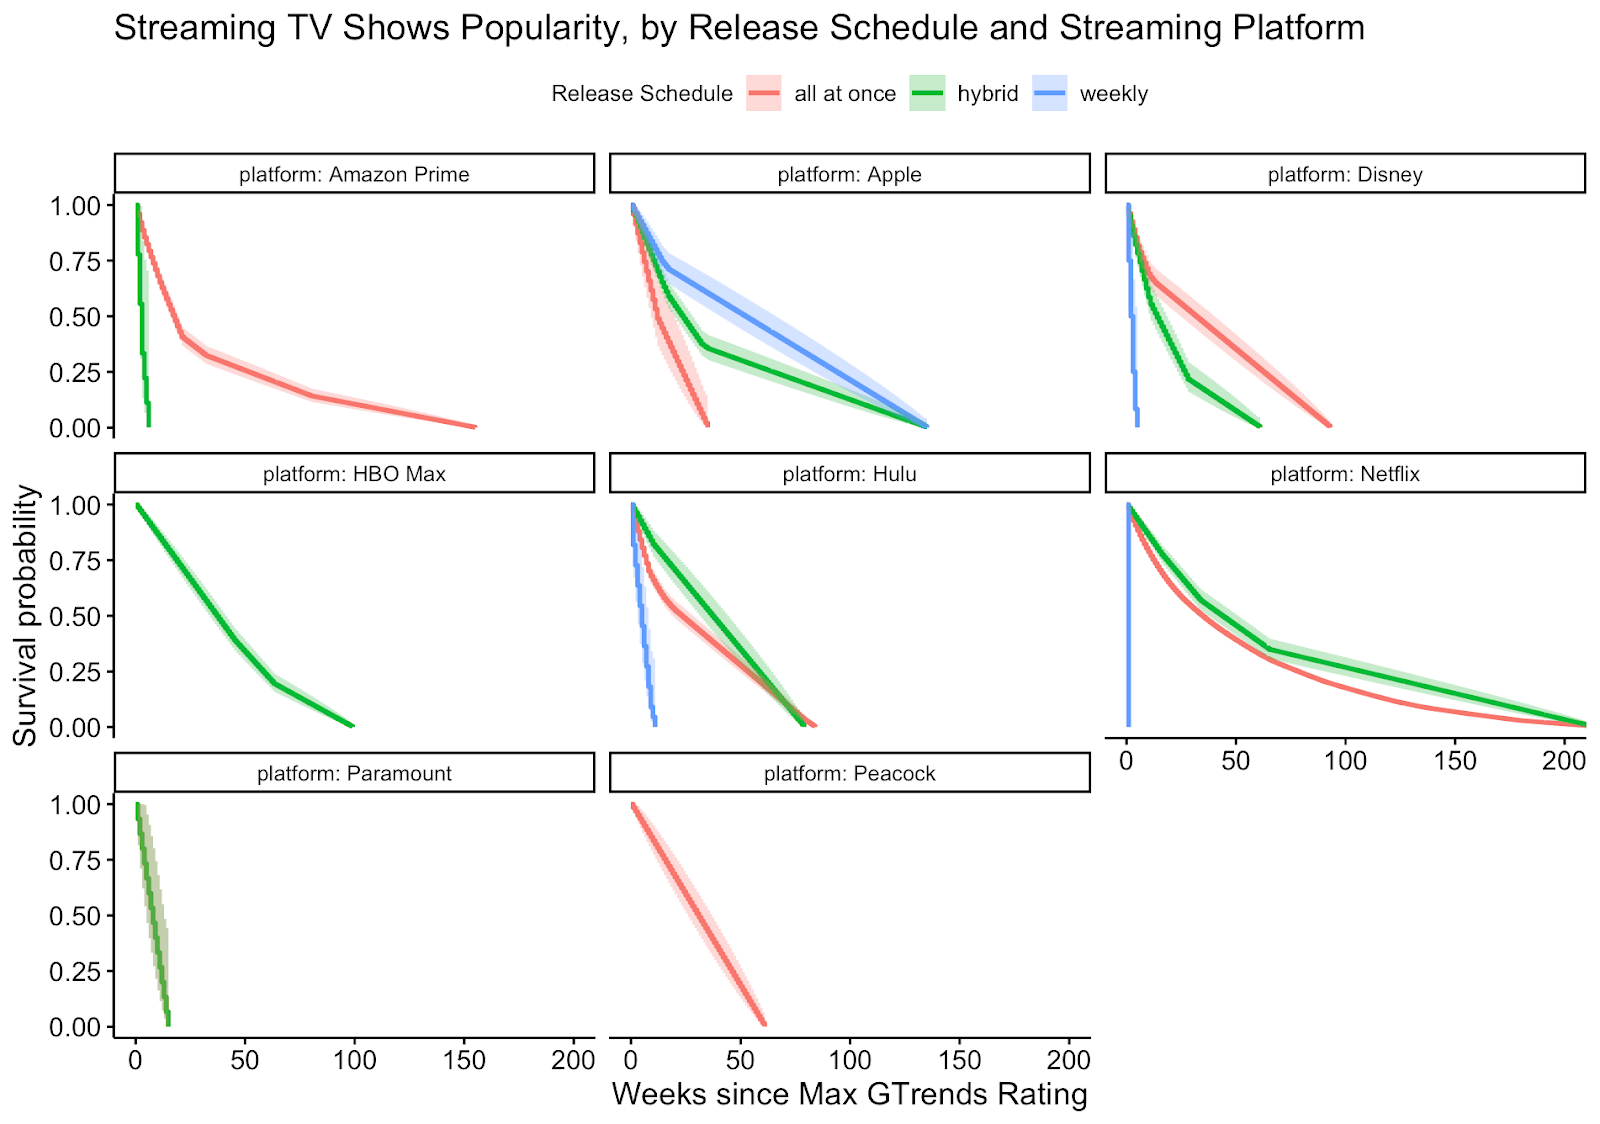 Streaming TV Shows Popularity, by Release Schedule and Streaming Platform
Release Schedule all at once hybrid weekly
platform: Amazon Prime platform: Apple platform: Disney
1.00
0.75
0.50
0.25
0.00
platform: HBO Max platform: Hulu platform: Netflix
1.00
0.75
0.50
0.25
0.00
0 50 100 150 200
Survival probability
platform: Paramount platform: Peacock
1.00
0.75
0.50
0.25
0.00
0 50 100 150 200 0 50 100 150 200
Weeks since Max GTrends Rating